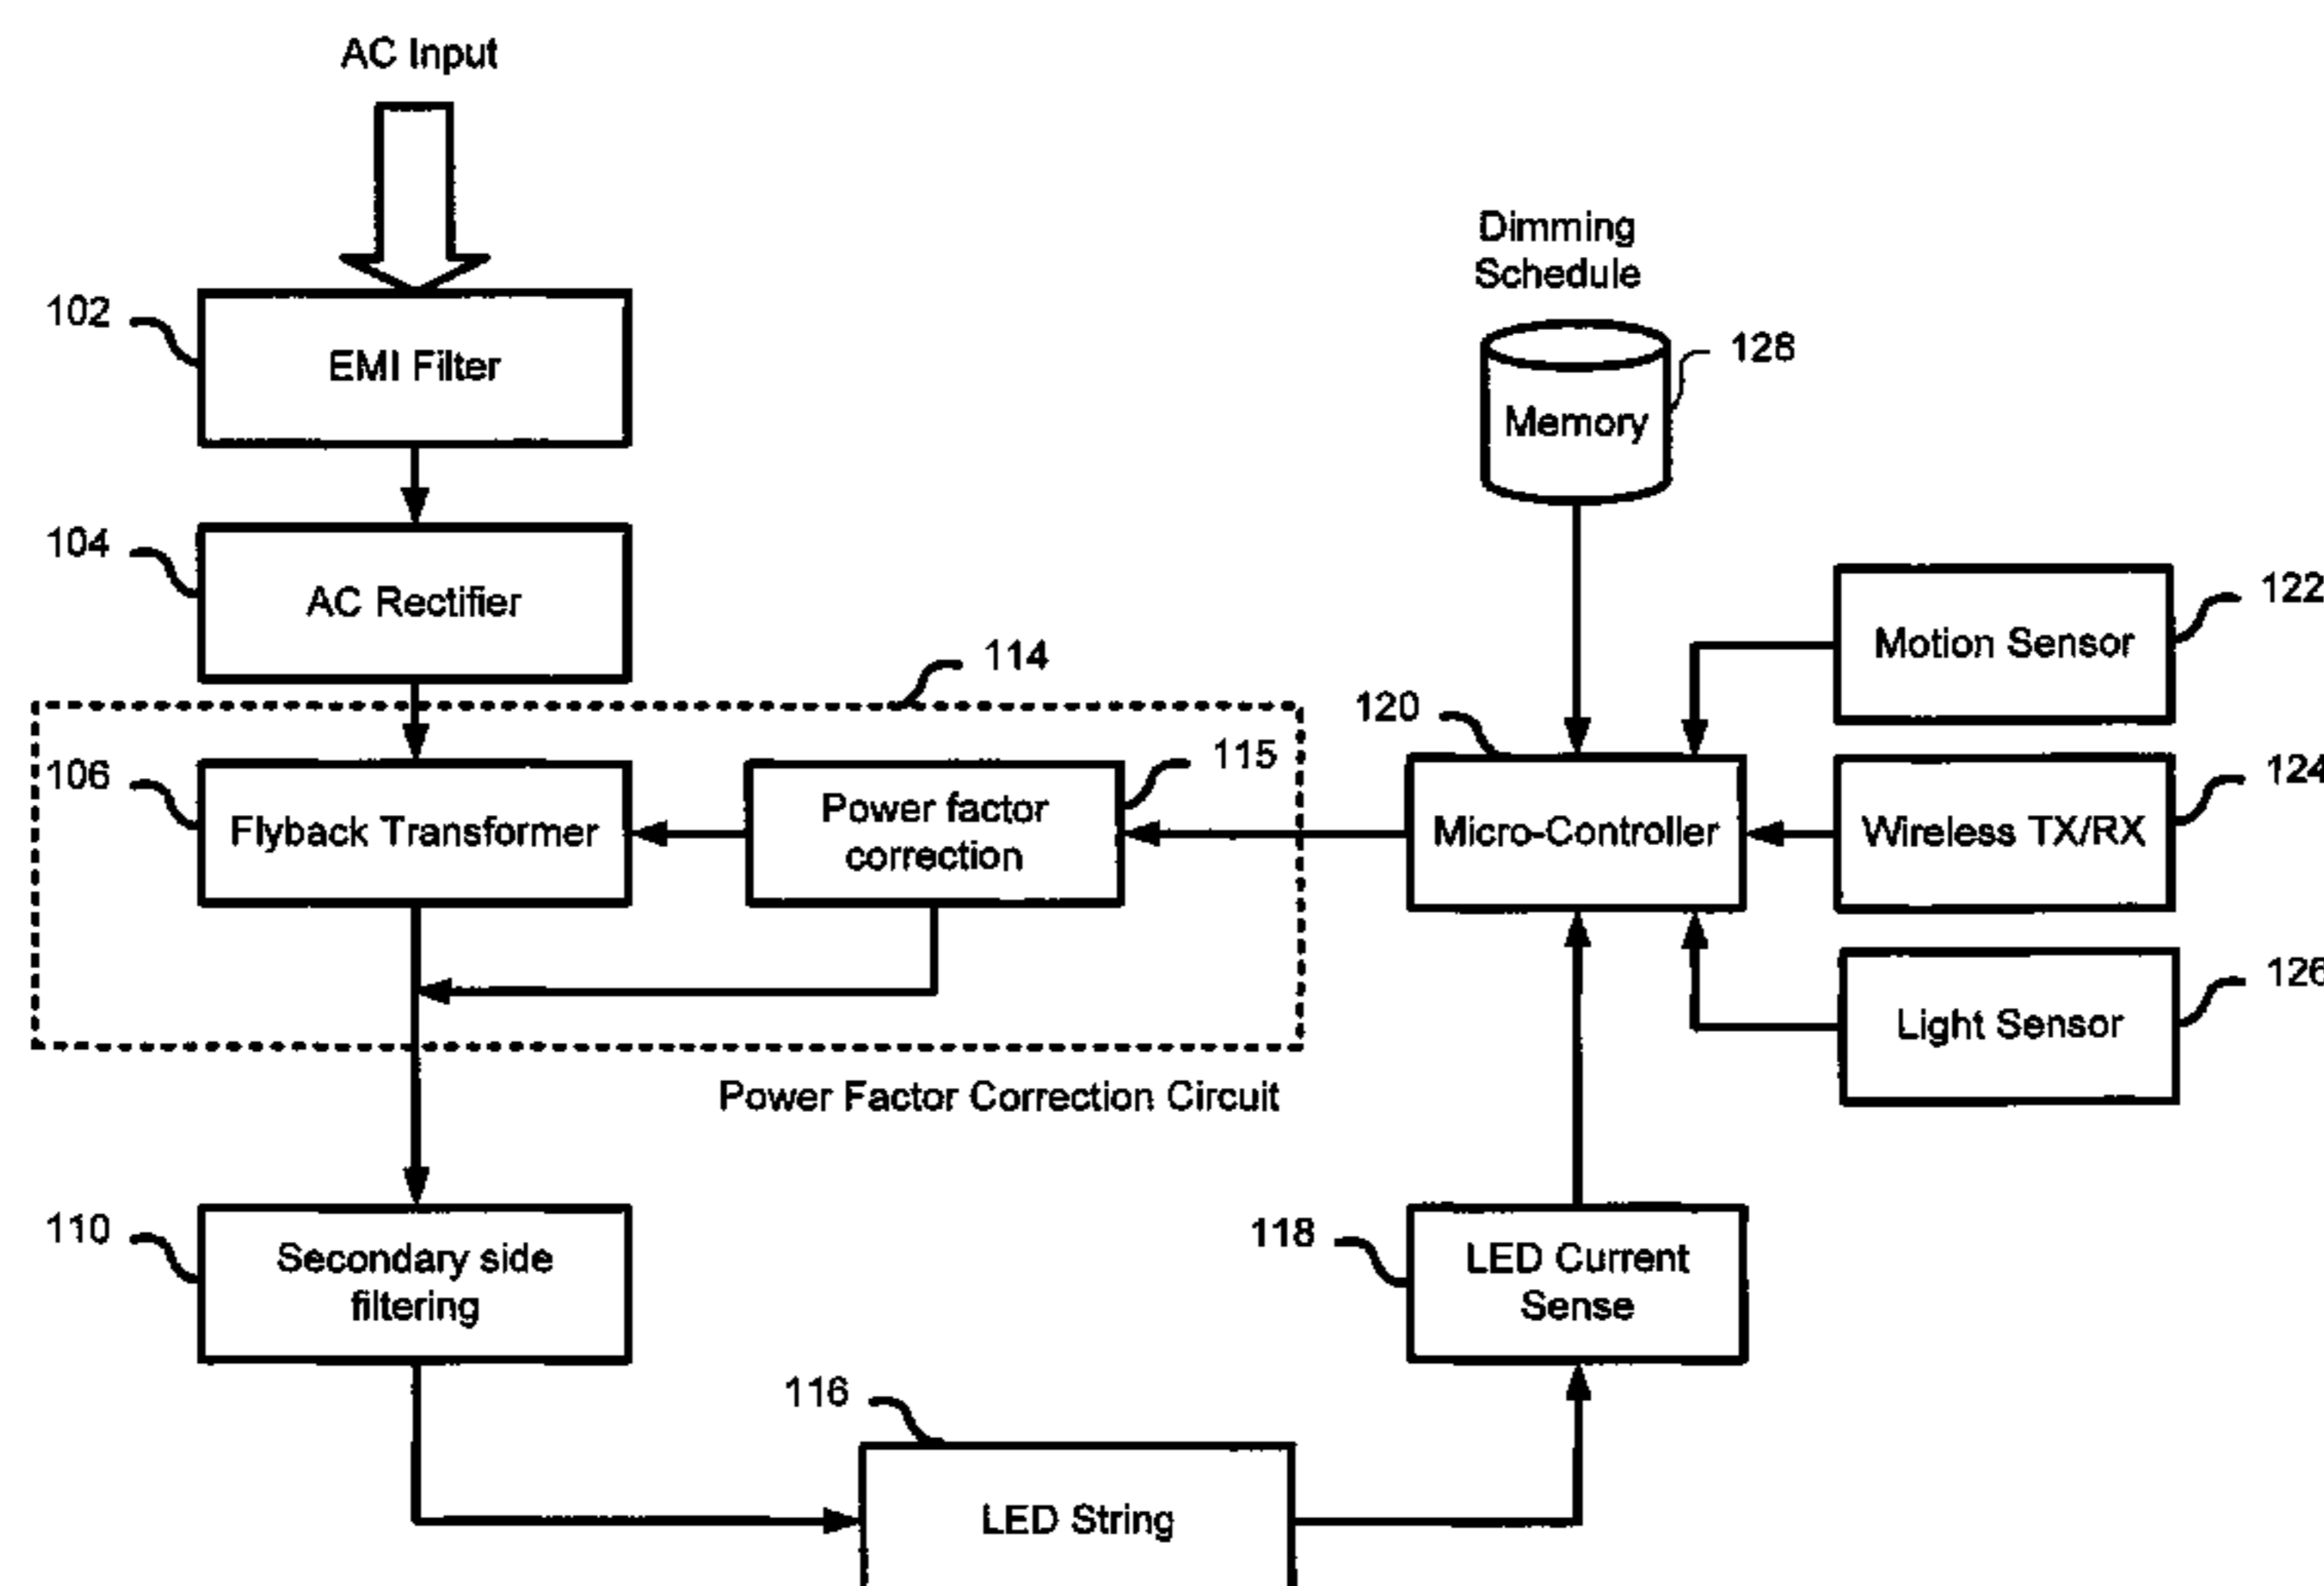 AC Input
102
EMI Filter
104
AC Rectifier
114
106
Flyback Transformer
115
Power factor
correction
Power Factor Correction Circuit
110
Secondary side
filtering
116
LED String
118
LED Current
Sense
120
Micro-Controller
Dimming
Schedule
Memory
128
122
Motion Sensor
124
Wireless TX/RX
126
Light Sensor